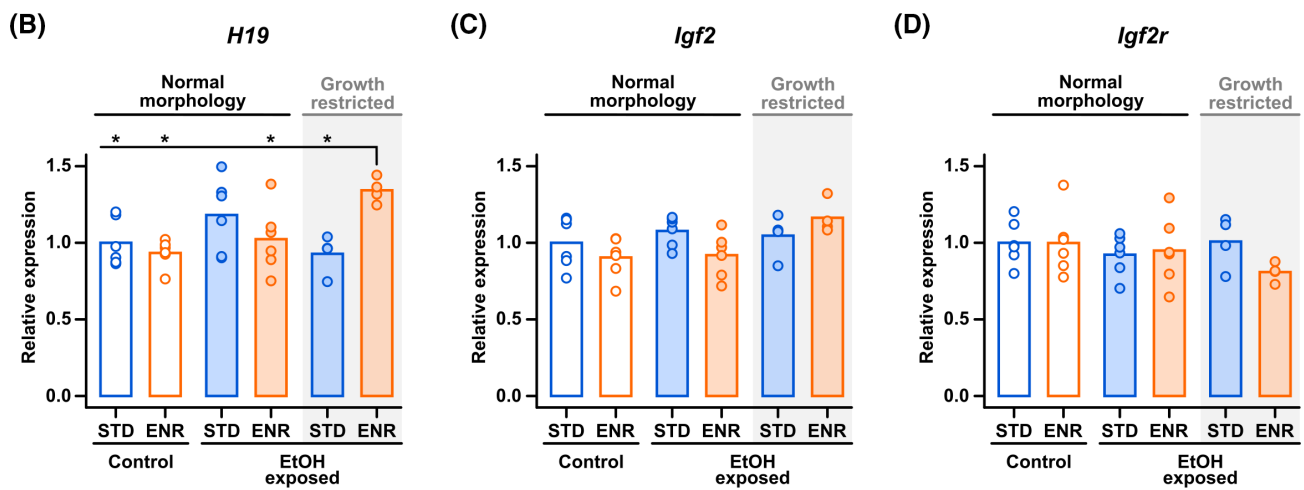 (B)
H19
Normal
morphology
Growth
restricted
* * * *
Relative expression
1.5
1.0
0.5
0.0
STD ENR STD ENR STD ENR
Control
EtOH
exposed
(C)
Igf2
Normal
morphology
Growth
restricted
Relative expression
1.5
1.0
0.5
0.0
STD ENR STD ENR STD ENR
Control
EtOH
exposed
(D)
Igf2r
Normal
morphology
Growth
restricted
Relative expression
1.5
1.0
0.5
0.0
STD ENR STD ENR STD ENR
Control
EtOH
exposed